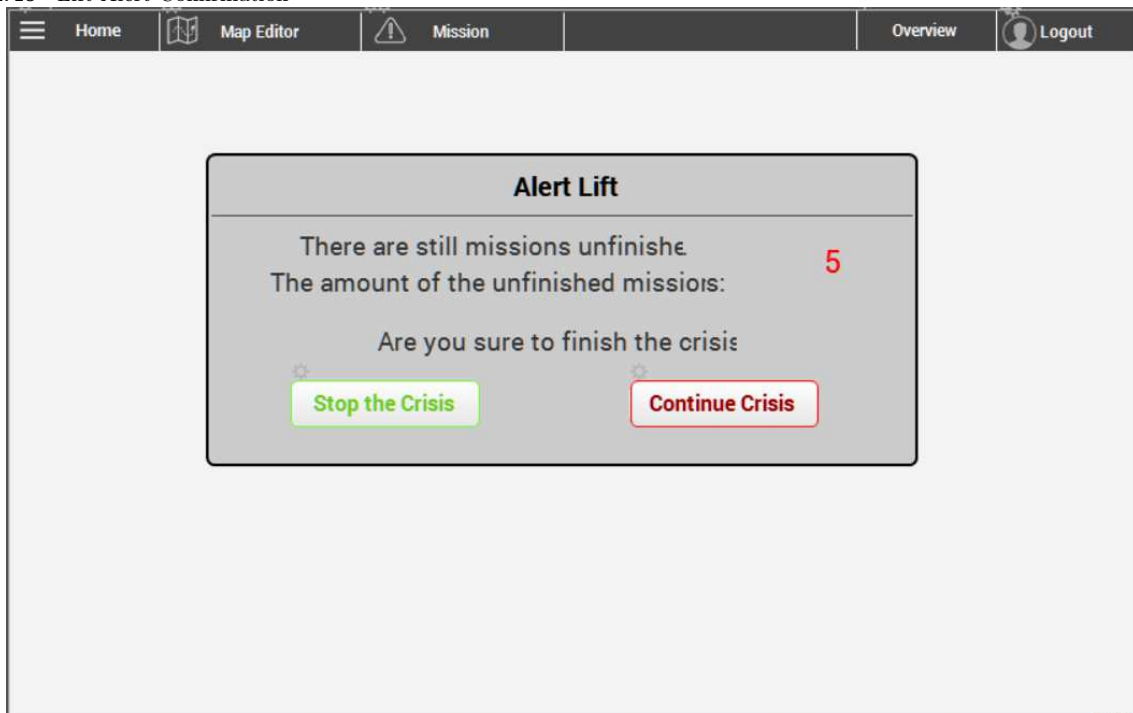 Home Map Editor Mission Overview Logout
Alert Lift
There are still missions unfinishe
5
The amount of the unfinished missions:
Are you sure to finish the crisis
Stop the Crisis Continue Crisis